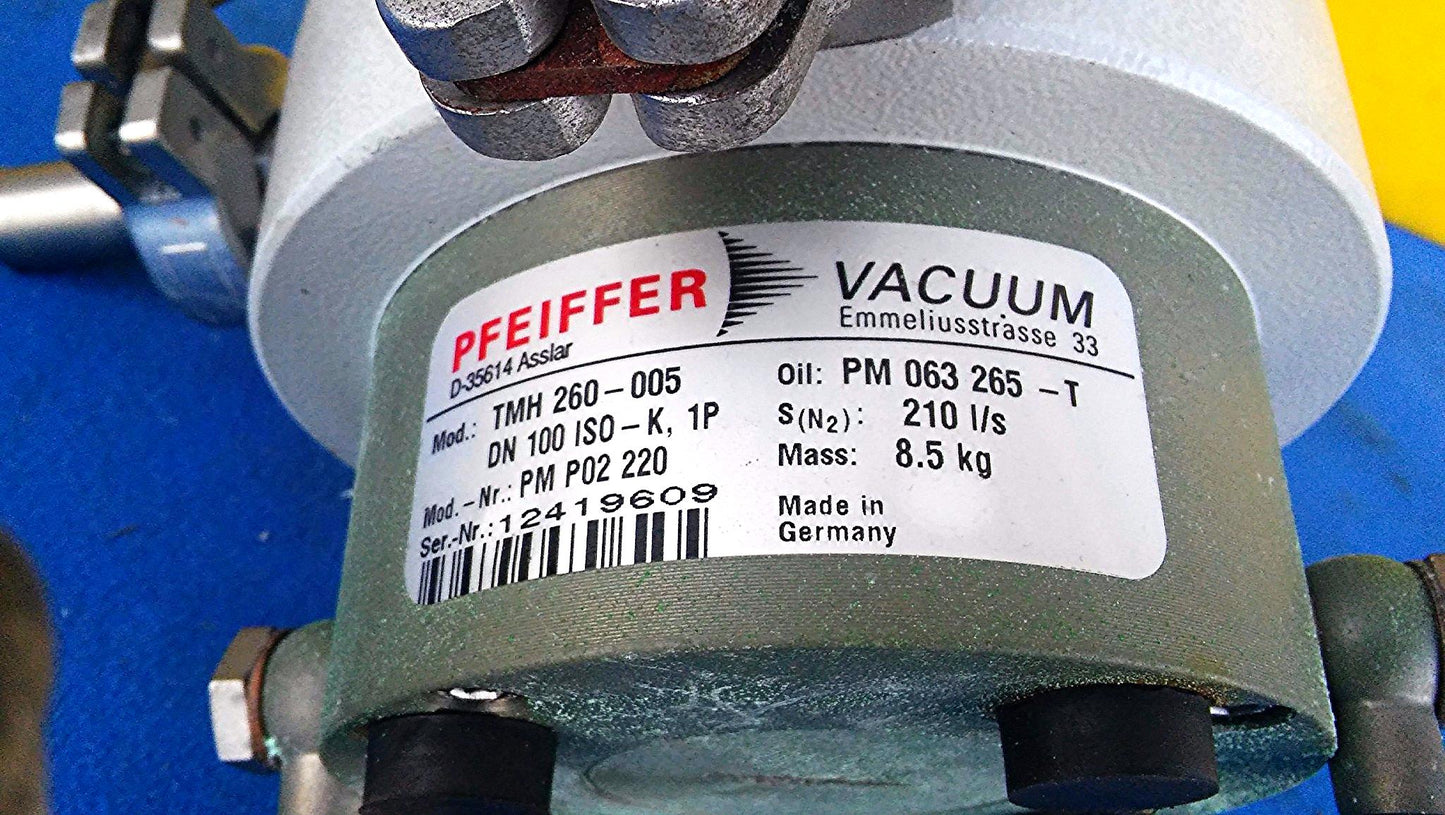 PFEIFFER VACUUM
D-35614 Asslar Emmeliusstrasse 33
Mod.: TMH 260-005
DN 100 ISO-K, 1P
Mod.-Nr.: PM P02 220
Ser.-Nr.: 12419609
Oil: PM 063 265 -T
S(N2): 210 l/s
Mass: 8.5 kg
Made in
Germany